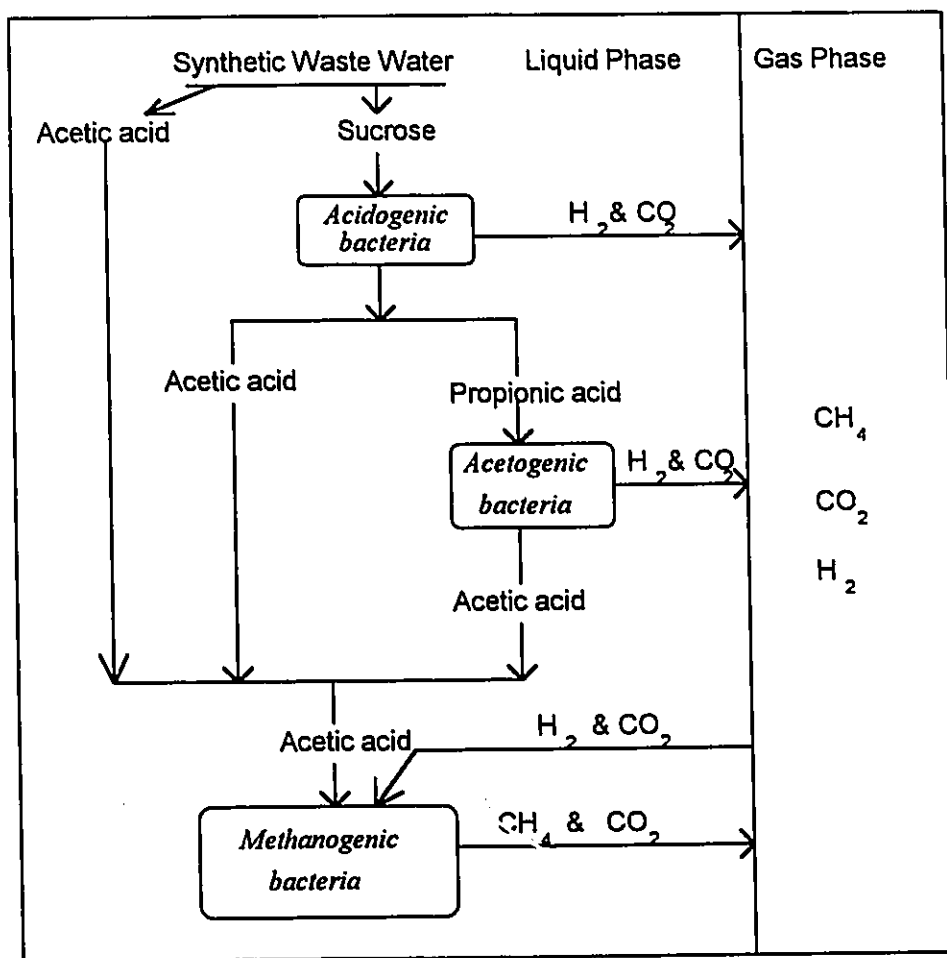 Synthetic Waste Water
Liquid Phase
Gas Phase
Acetic acid
Sucrose
Acidogenic
bacteria
H2 & CO2
Acetic acid
Propionic acid
CH4
Acetogenic
bacteria
H2 & CO2
CO2
H2
Acetic acid
Acetic acid
H2 & CO2
Methanogenic
bacteria
CH4 & CO2